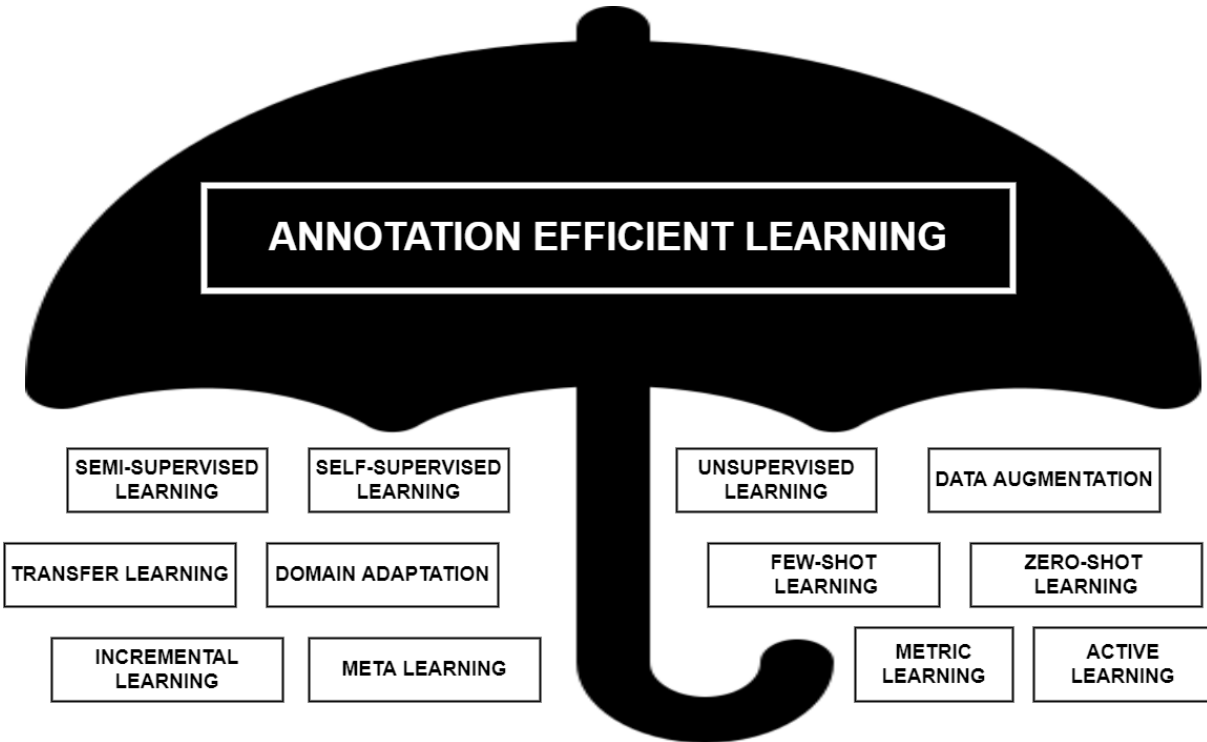 ANNOTATION EFFICIENT LEARNING
SEMI-SUPERVISED
LEARNING
SELF-SUPERVISED
LEARNING
UNSUPERVISED
LEARNING
DATA AUGMENTATION
TRANSFER LEARNING
DOMAIN ADAPTATION
FEW-SHOT
LEARNING
ZERO-SHOT
LEARNING
INCREMENTAL
LEARNING
META LEARNING
METRIC
LEARNING
ACTIVE
LEARNING